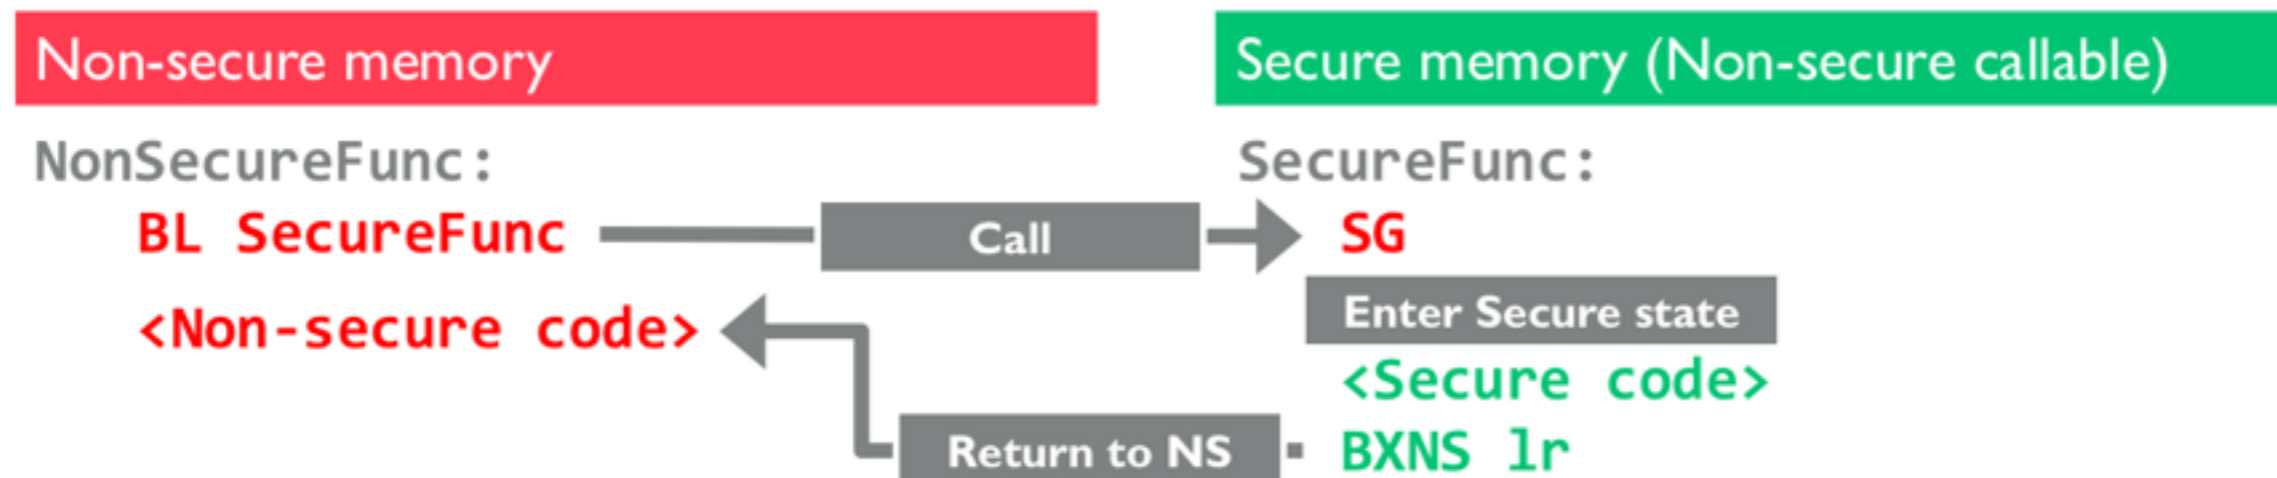 Non-secure memory
Secure memory (Non-secure callable)
NonSecureFunc:
SecureFunc:
BL SecureFunc
Call
SG
Enter Secure state
<Non-secure code>
<Secure code>
Return to NS
BXNS lr